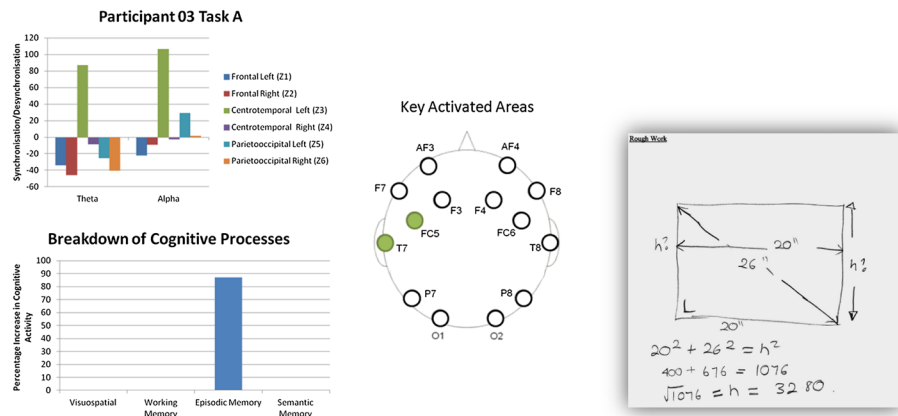 Participant 03 Task A
Synchronisation/Desynchronisation
120
100
80
60
40
20
0
-20
-40
-60
Theta
Alpha
Frontal Left (Z1)
Frontal Right (Z2)
Centrotemporal Left (Z3)
Centrotemporal Right (Z4)
Parietooccipital Left (Z5)
Parietooccipital Right (Z6)
Breakdown of Cognitive Processes
Percentage Increase in Cognitive
Activity
100
90
80
70
60
50
40
30
20
10
0
Visuospatial
Working
Memory
Episodic Memory
Semantic
Memory
Key Activated Areas
AF3
AF4
F7
F8
F3
F4
FC5
FC6
T7
T8
P7
P8
O1
O2
Rough Work
h?
20"
h?
26"
L
20"
20² + 26² = h²
400 + 676 = 1076
√1076 = h = 32 80.